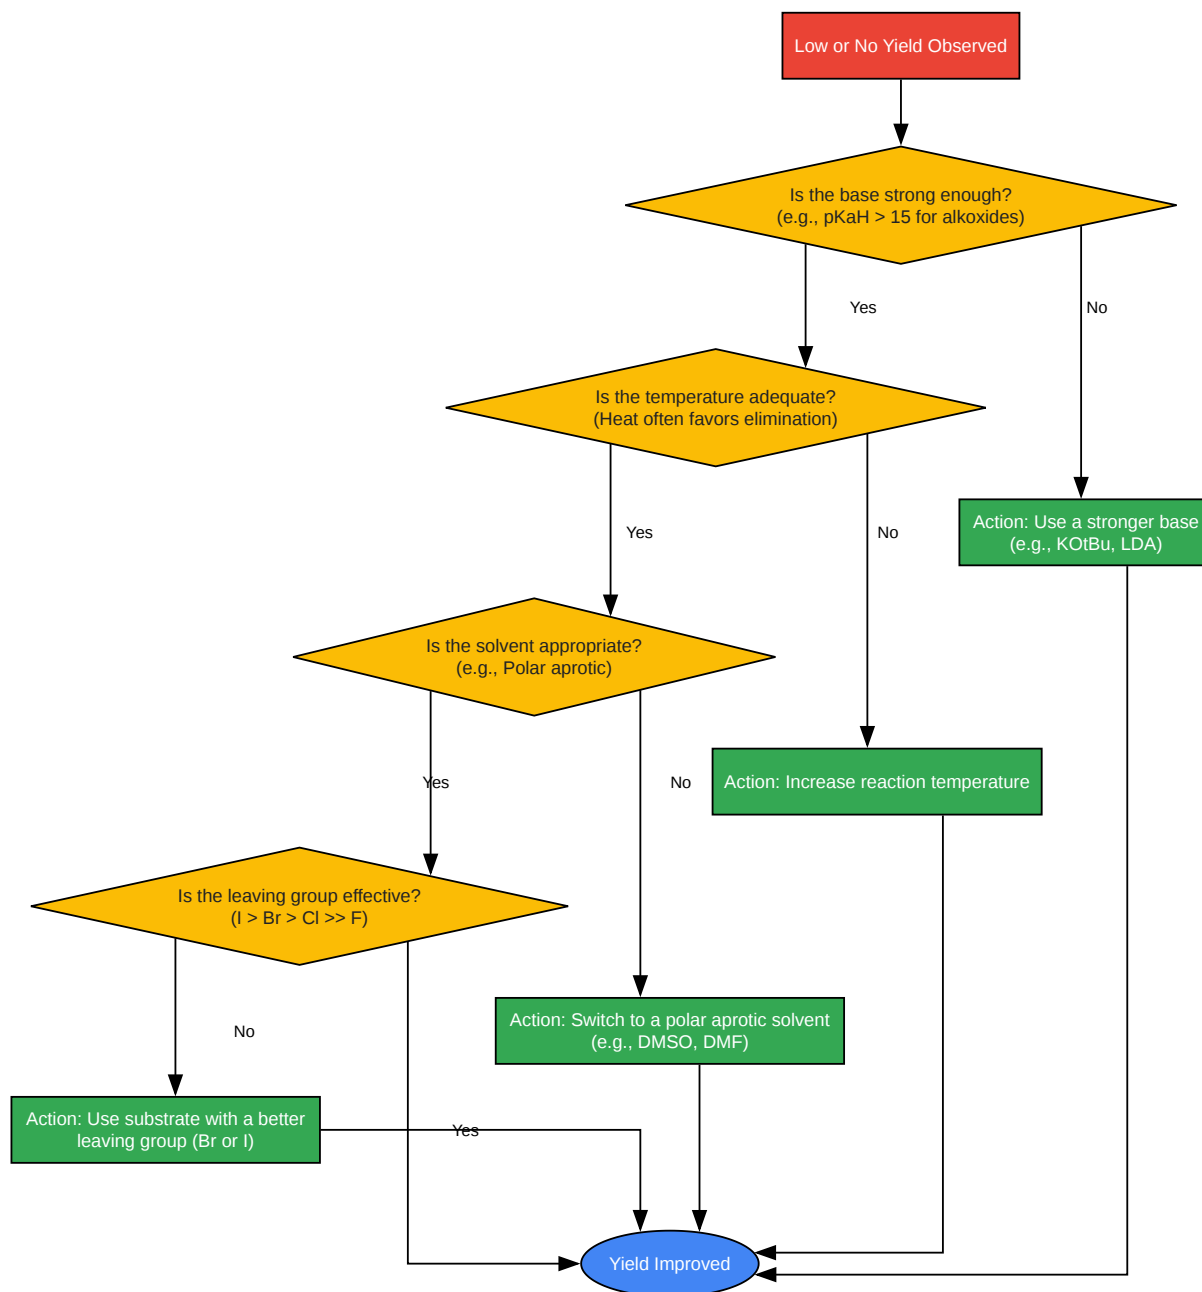 Low or No Yield Observed
Is the base strong enough?
(e.g., pKaH > 15 for alkoxides)
Yes
No
Is the temperature adequate?
(Heat often favors elimination)
Yes
No
Action: Use a stronger base
(e.g., KOtBu, LDA)
Is the solvent appropriate?
(e.g., Polar aprotic)
Yes
No
Action: Increase reaction temperature
Is the leaving group effective?
(I > Br > Cl >> F)
No
Action: Switch to a polar aprotic solvent
(e.g., DMSO, DMF)
Action: Use substrate with a better
leaving group (Br or I)
Yes
Yield Improved